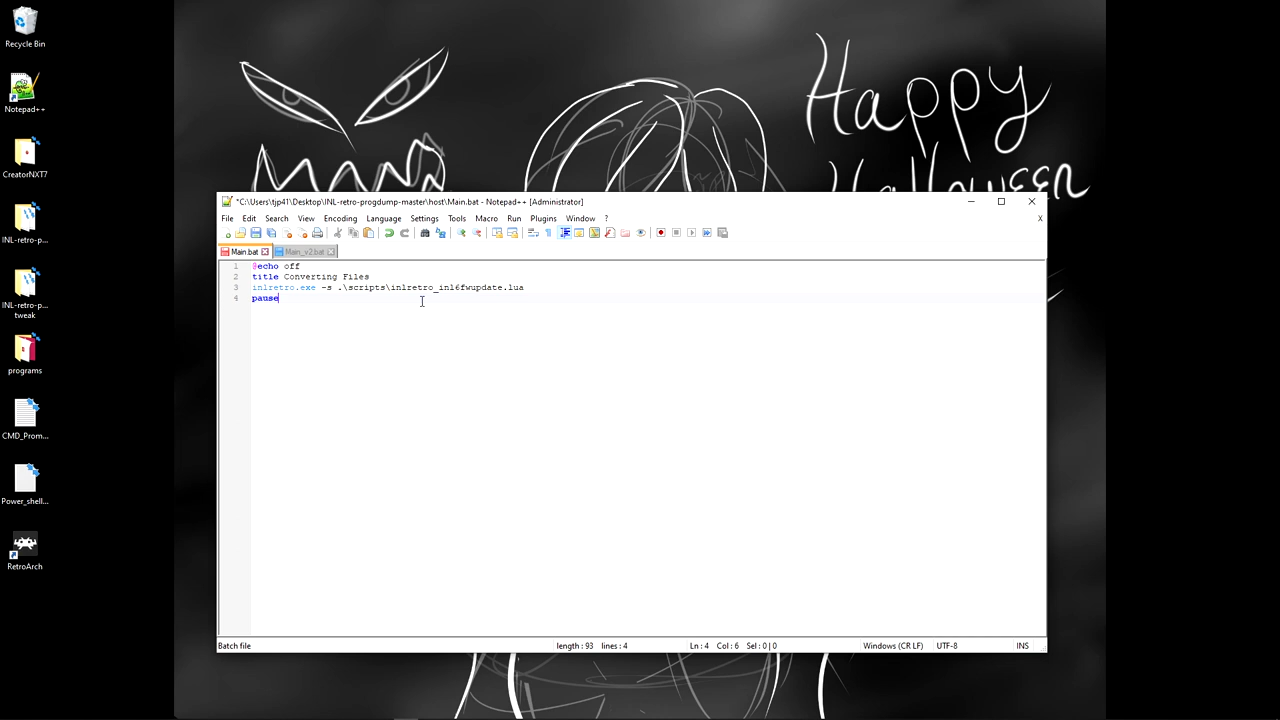 Recycle Bin
Notepad++
CreatorNXT7
INL-retro-p...
INL-retro-p...
tweak
programs
CMD_Prom...
Power_shell...
RetroArch
Happy
Halloween
*C:\Users\tjp41\Desktop\INL-retro-progdump-master\host\Main.bat - Notepad++ [Administrator]
File Edit Search View Encoding Language Settings Tools Macro Run Plugins Window ? X
Main.bat Main_v2.bat
1 @echo off
2 title Converting Files
3 inlretro.exe -s .\scripts\inlretro_inl6fwupdate.lua
4 pause
Batch file length : 93 lines : 4 Ln : 4 Col : 6 Sel : 0 | 0 Windows (CR LF) UTF-8 INS